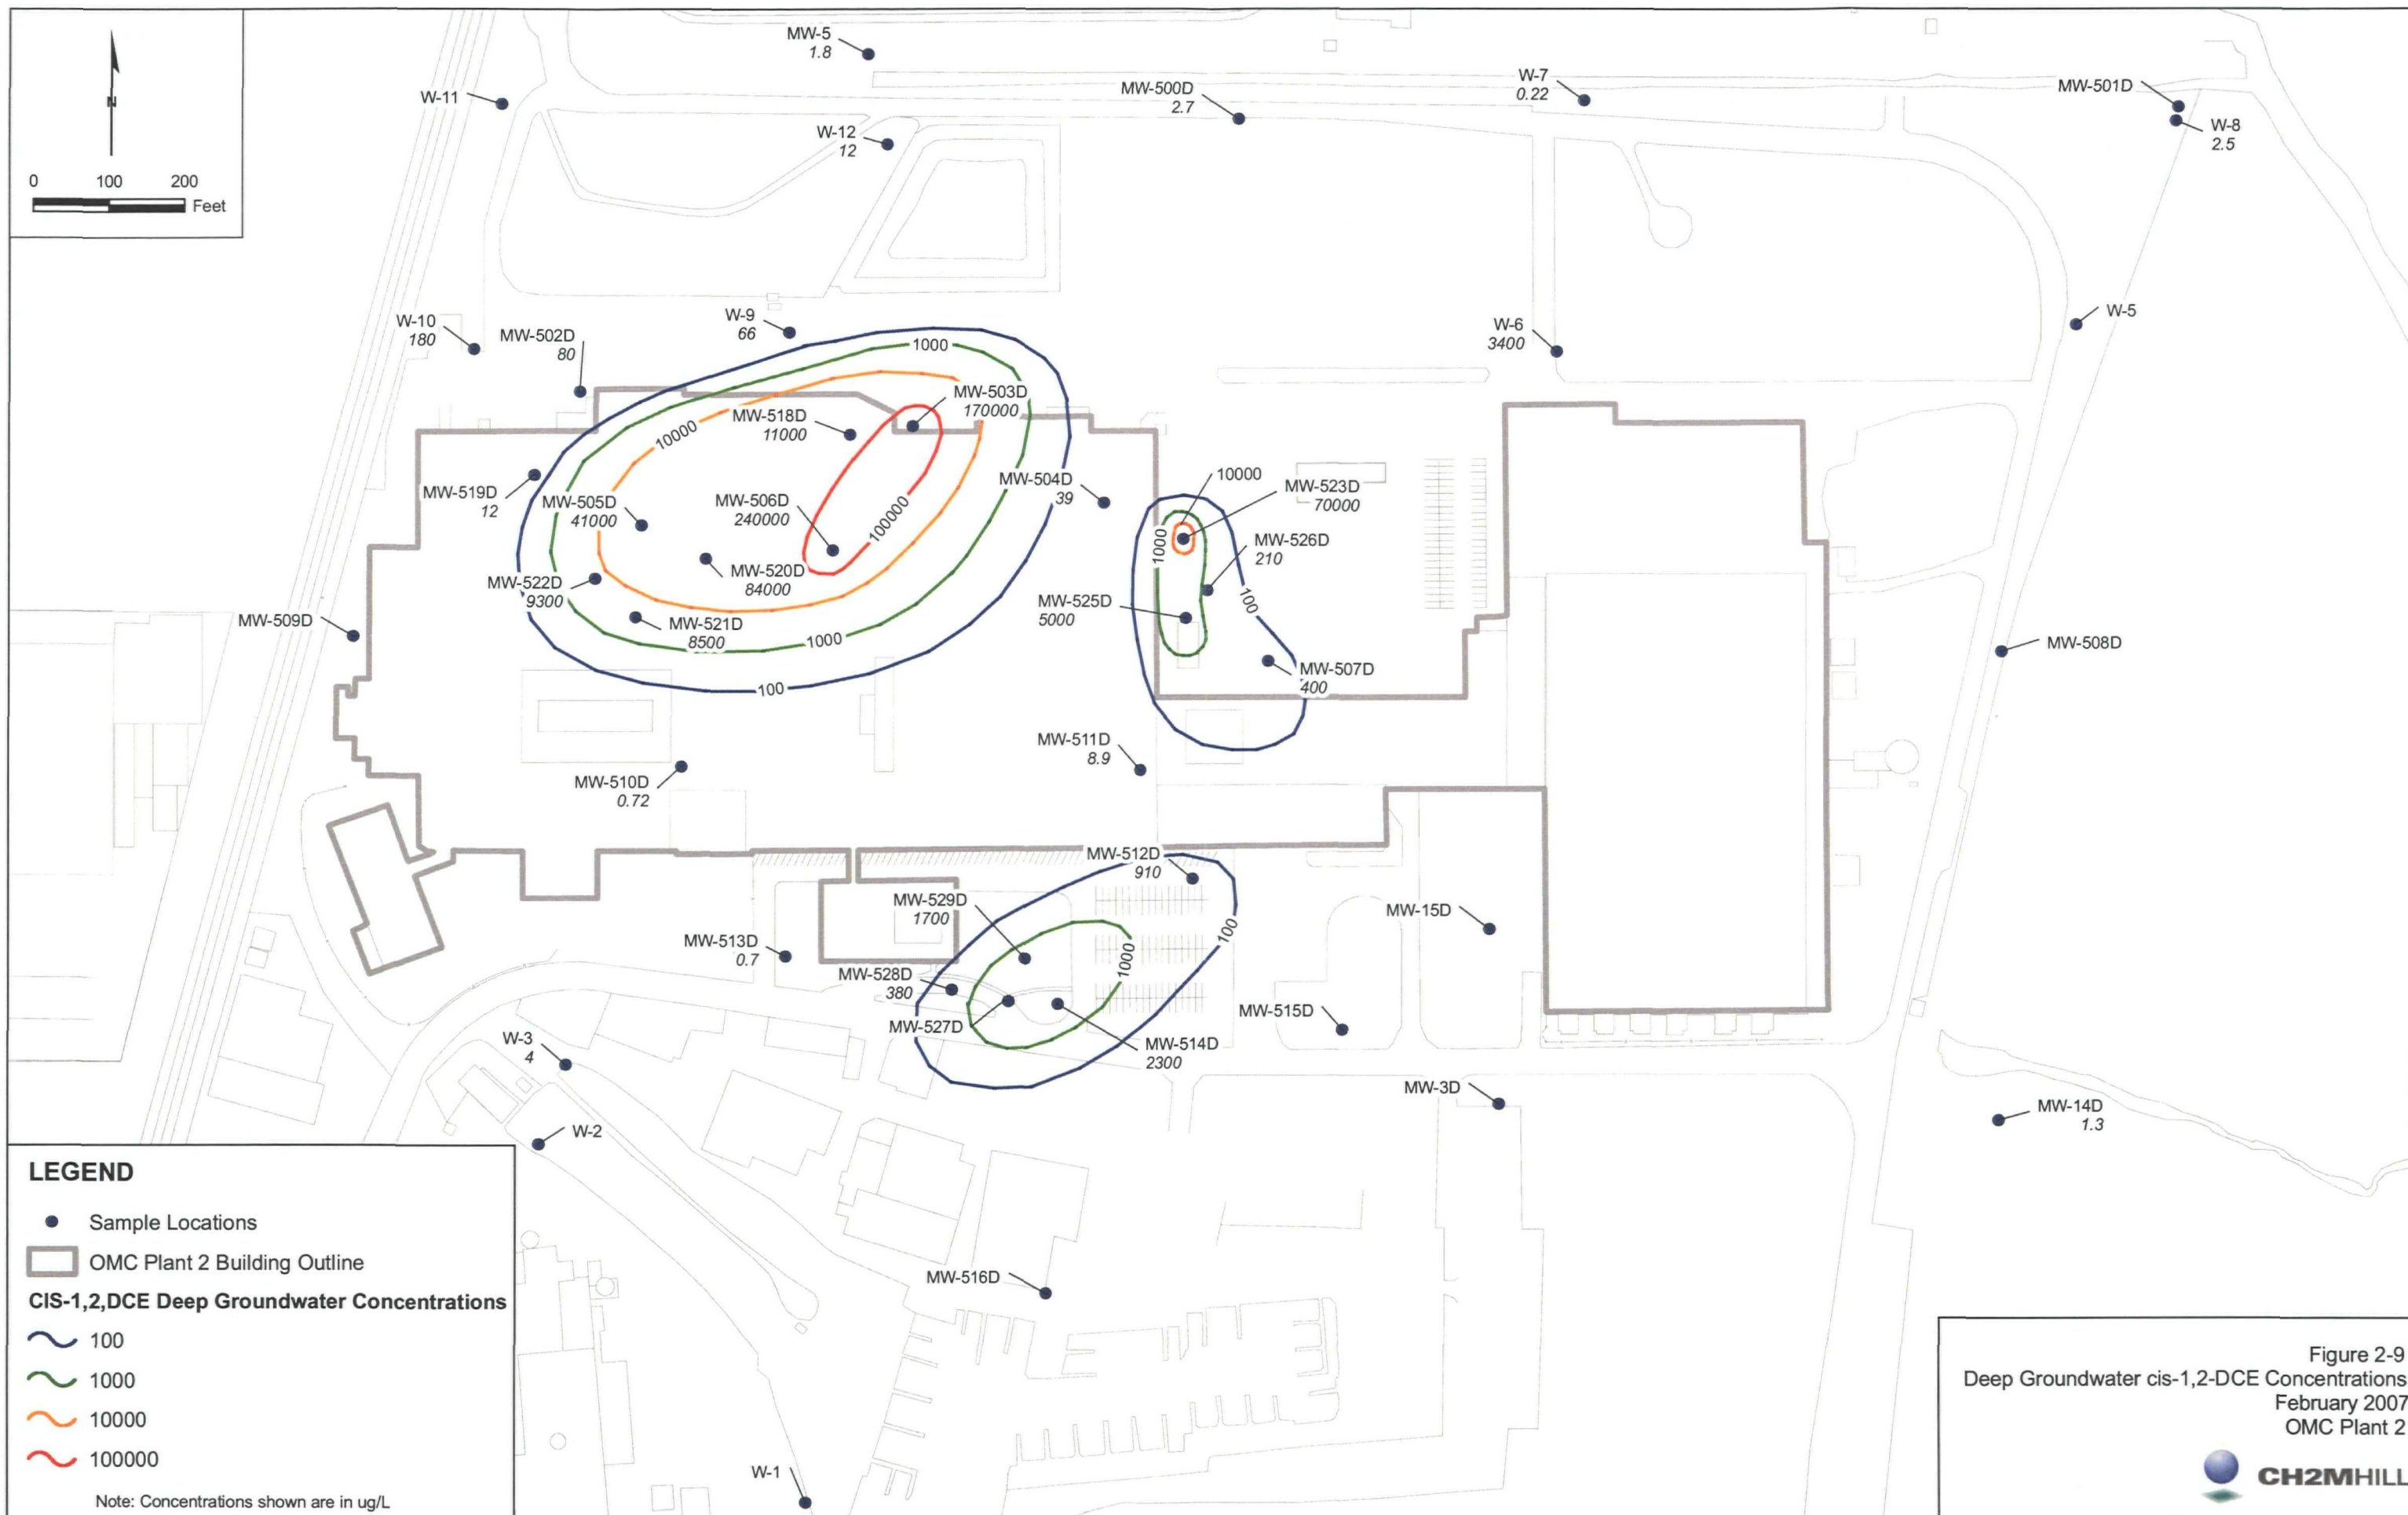 N
0 100 200
Feet
MW-5
1.8
W-11
W-12
12
MW-500D
2.7
W-7
0.22
MW-501D
W-8
2.5
W-10
180
MW-502D
80
W-9
66
W-6
3400
W-5
1000
MW-503D
170000
MW-518D
11000
10000
MW-519D
12
MW-505D
41000
MW-506D
240000
100000
MW-504D
39
10000
MW-523D
70000
1000
MW-526D
210
MW-520D
84000
MW-522D
9300
MW-521D
8500
1000
100
MW-525D
5000
100
MW-507D
400
MW-509D
MW-508D
MW-511D
8.9
MW-510D
0.72
MW-512D
910
MW-529D
1700
100
1000
MW-15D
MW-513D
0.7
MW-528D
380
MW-527D
MW-514D
2300
MW-515D
W-3
4
W-2
MW-3D
MW-14D
1.3
MW-516D
W-1
LEGEND
Sample Locations
OMC Plant 2 Building Outline
CIS-1,2,DCE Deep Groundwater Concentrations
100
1000
10000
100000
Note: Concentrations shown are in ug/L
Figure 2-9
Deep Groundwater cis-1,2-DCE Concentrations
February 2007
OMC Plant 2
CH2MHILL